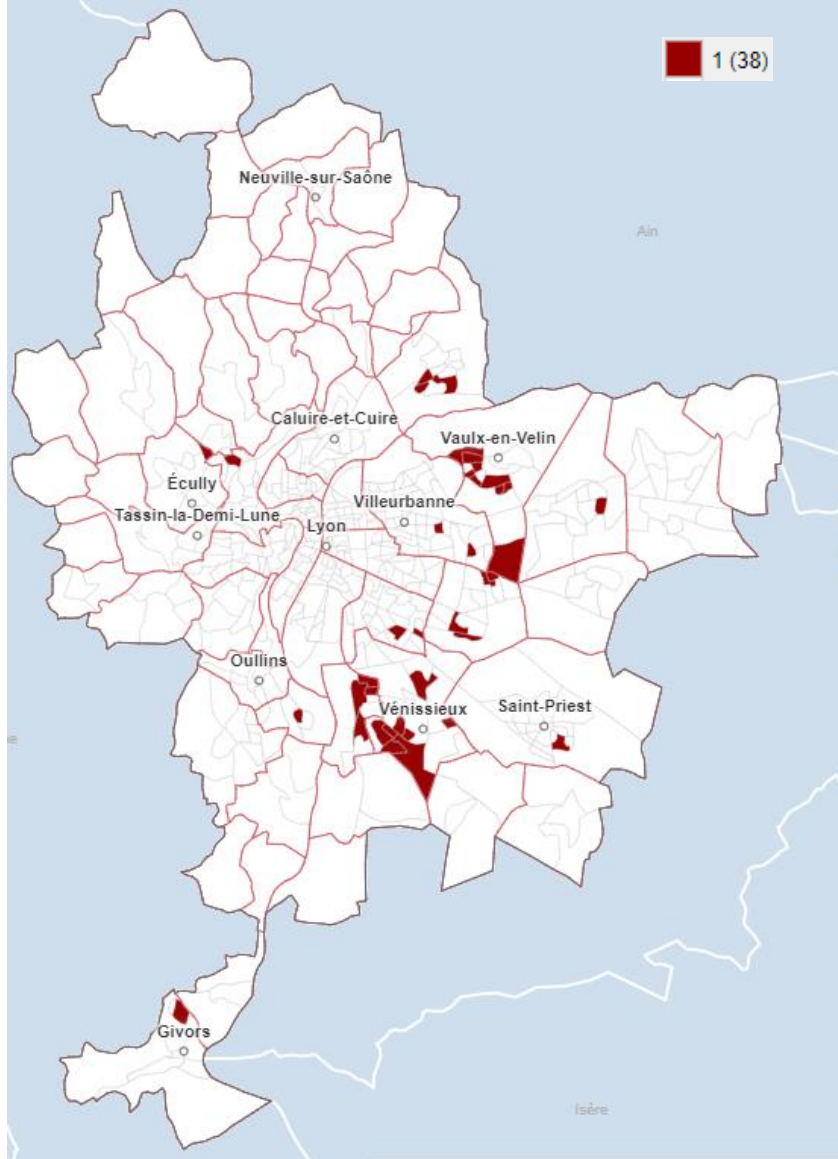 1 (38)
Neuville-sur-Saône
Ain
Caluire-et-Cuire
Vaulx-en-Velin
Écully
Villeurbanne
Tassin-la-Demi-Lune
Lyon
Oullins
Vénissieux
Saint-Priest
Givors
Isère